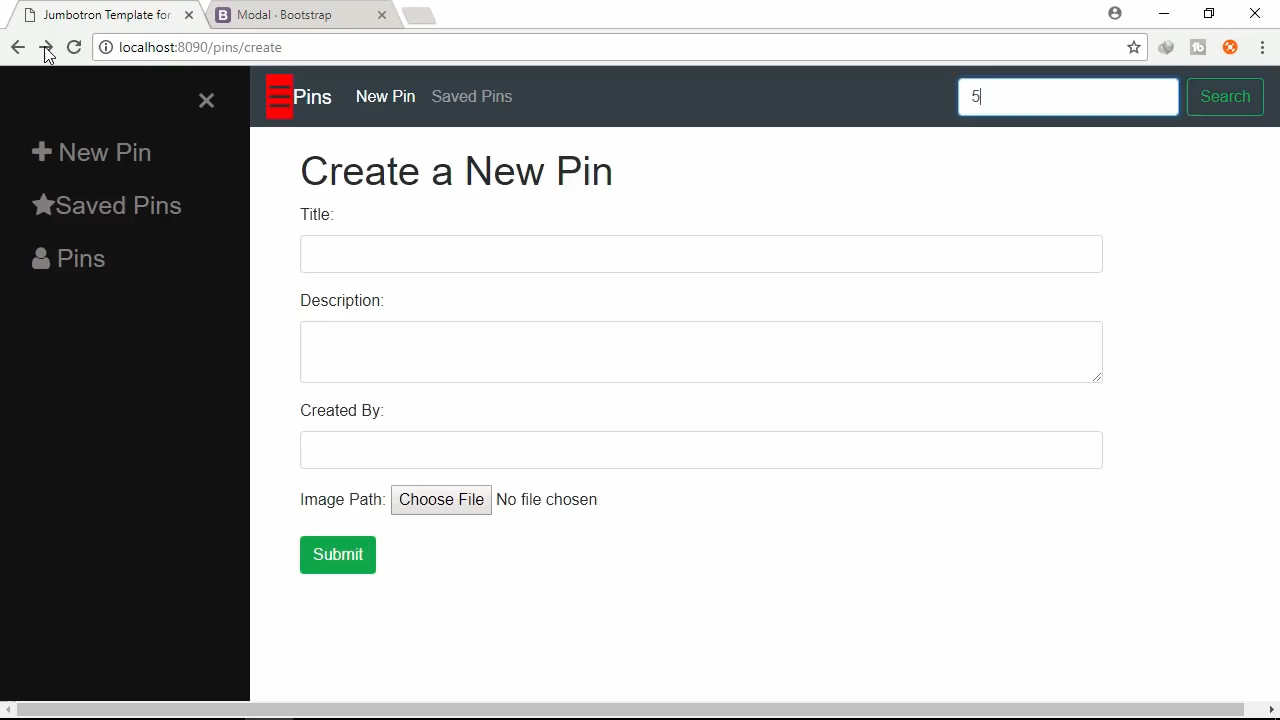 Jumbotron Template for
Modal · Bootstrap
localhost:8090/pins/create
Pins New Pin Saved Pins 5 Search
New Pin
Saved Pins
Pins
Create a New Pin
Title:
Description:
Created By:
Image Path: Choose File No file chosen
Submit